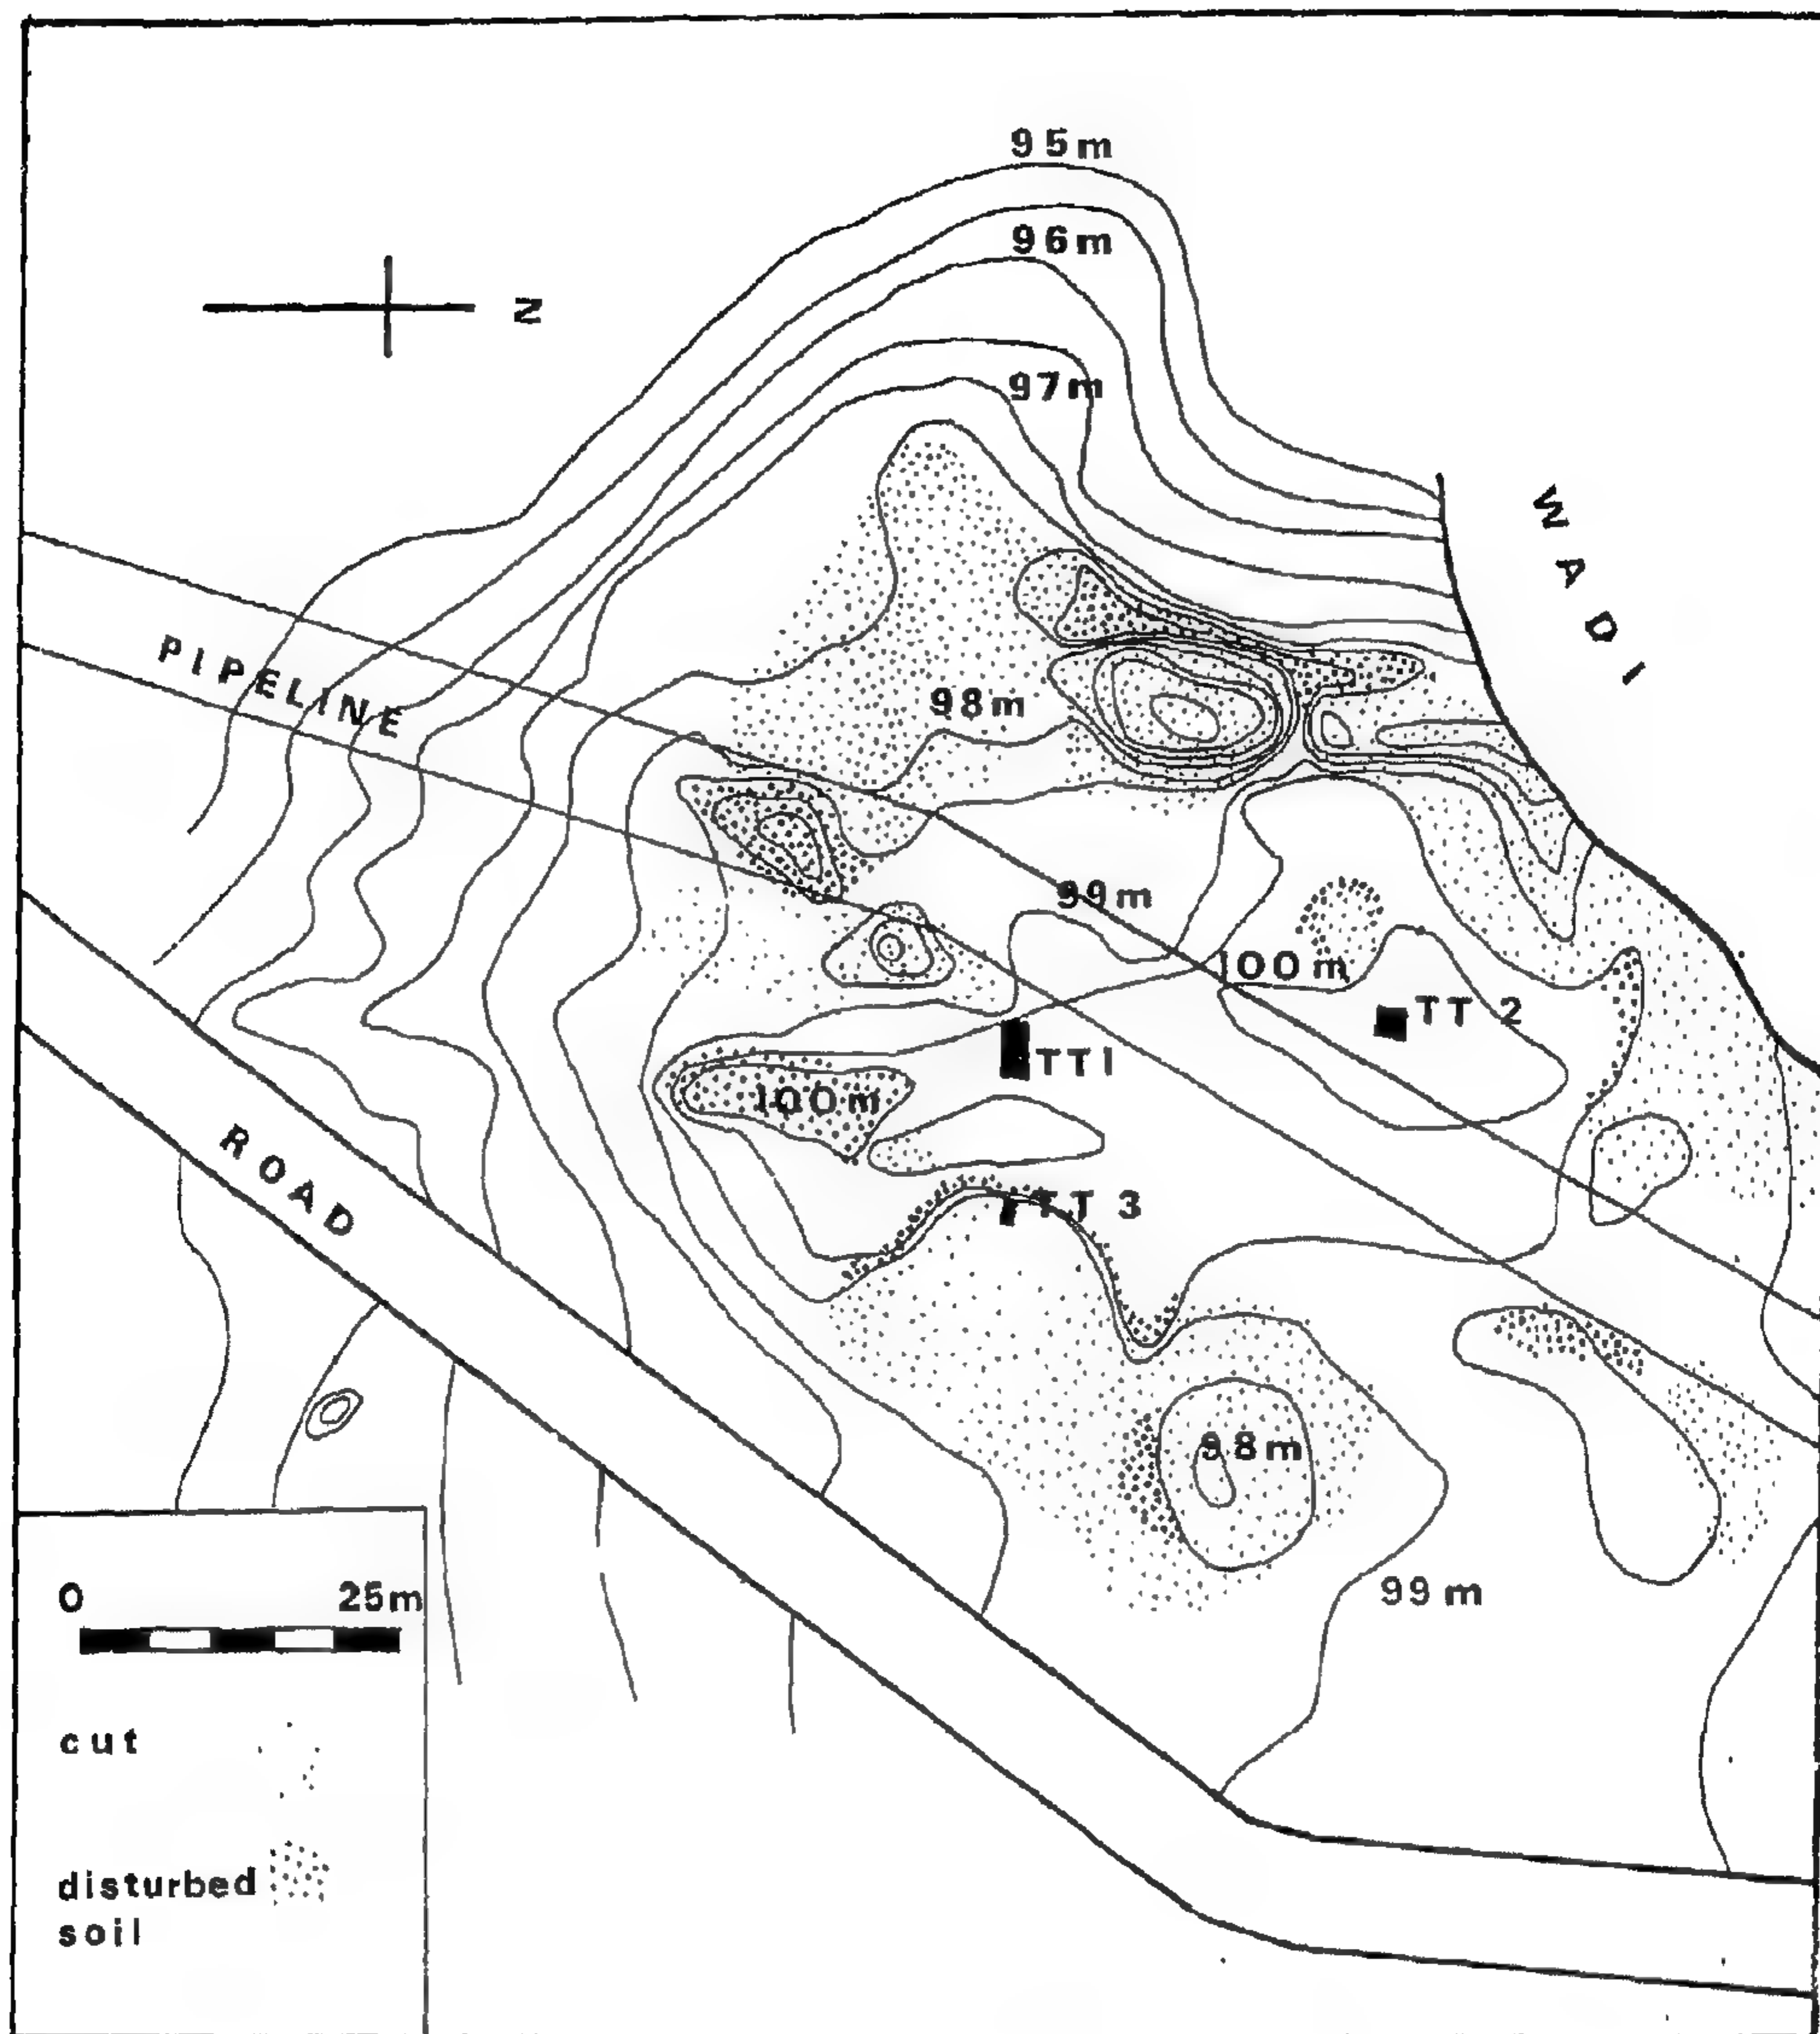 95m
96m
N
97m
WADI
PIPELINE
98m
99m
100m
TT 2
TT1
100m
ROAD
TT 3
98m
99m
0 25m
cut
disturbed
soil